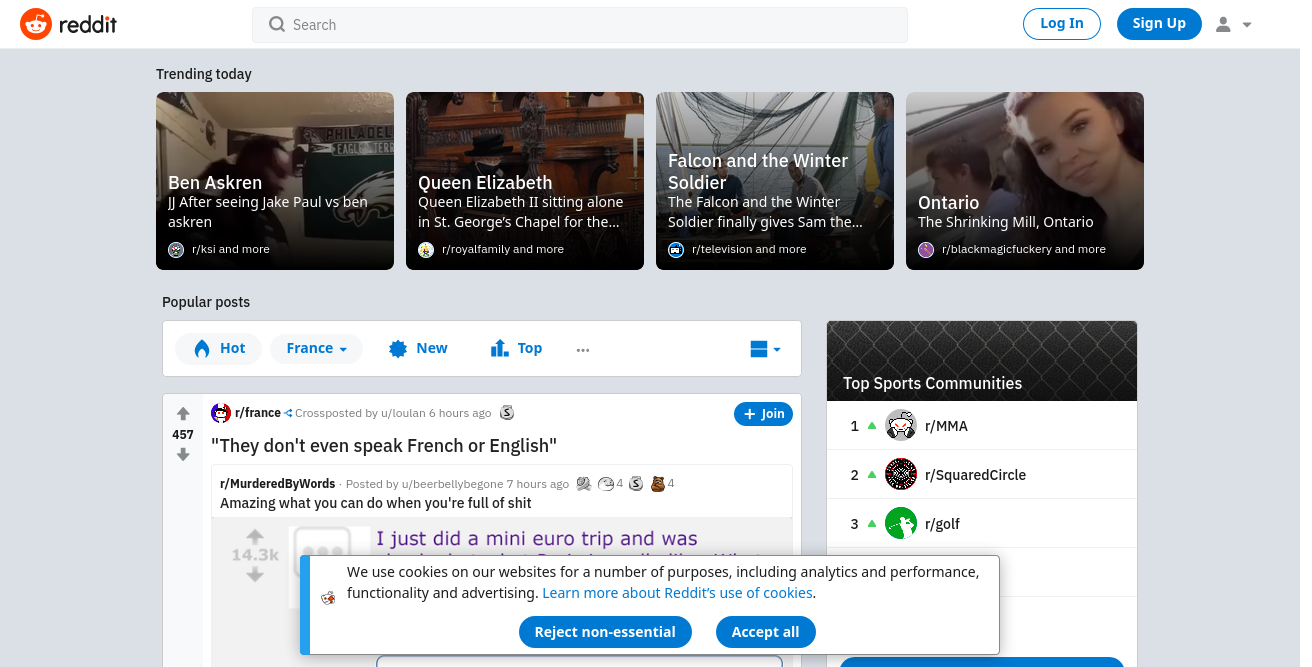 reddit
Search
Log In
Sign Up
Trending today
PHILADEL
EAGLE TERR
Ben Askren
JJ After seeing Jake Paul vs ben
askren
r/ksi and more
Queen Elizabeth
Queen Elizabeth II sitting alone
in St. George's Chapel for the...
r/royalfamily and more
Falcon and the Winter
Soldier
The Falcon and the Winter
Soldier finally gives Sam the...
r/television and more
Ontario
The Shrinking Mill, Ontario
r/blackmagicfuckery and more
Popular posts
Hot
France
New
Top
...
457
r/france Crossposted by u/loulan 6 hours ago
Join
"They don't even speak French or English"
r/MurderedByWords · Posted by u/beerbellybegone 7 hours ago 4 4
Amazing what you can do when you're full of shit
14.3k
I just did a mini euro trip and was
Top Sports Communities
1 r/MMA
2 r/SquaredCircle
3 r/golf
We use cookies on our websites for a number of purposes, including analytics and performance,
functionality and advertising. Learn more about Reddit's use of cookies.
Reject non-essential
Accept all